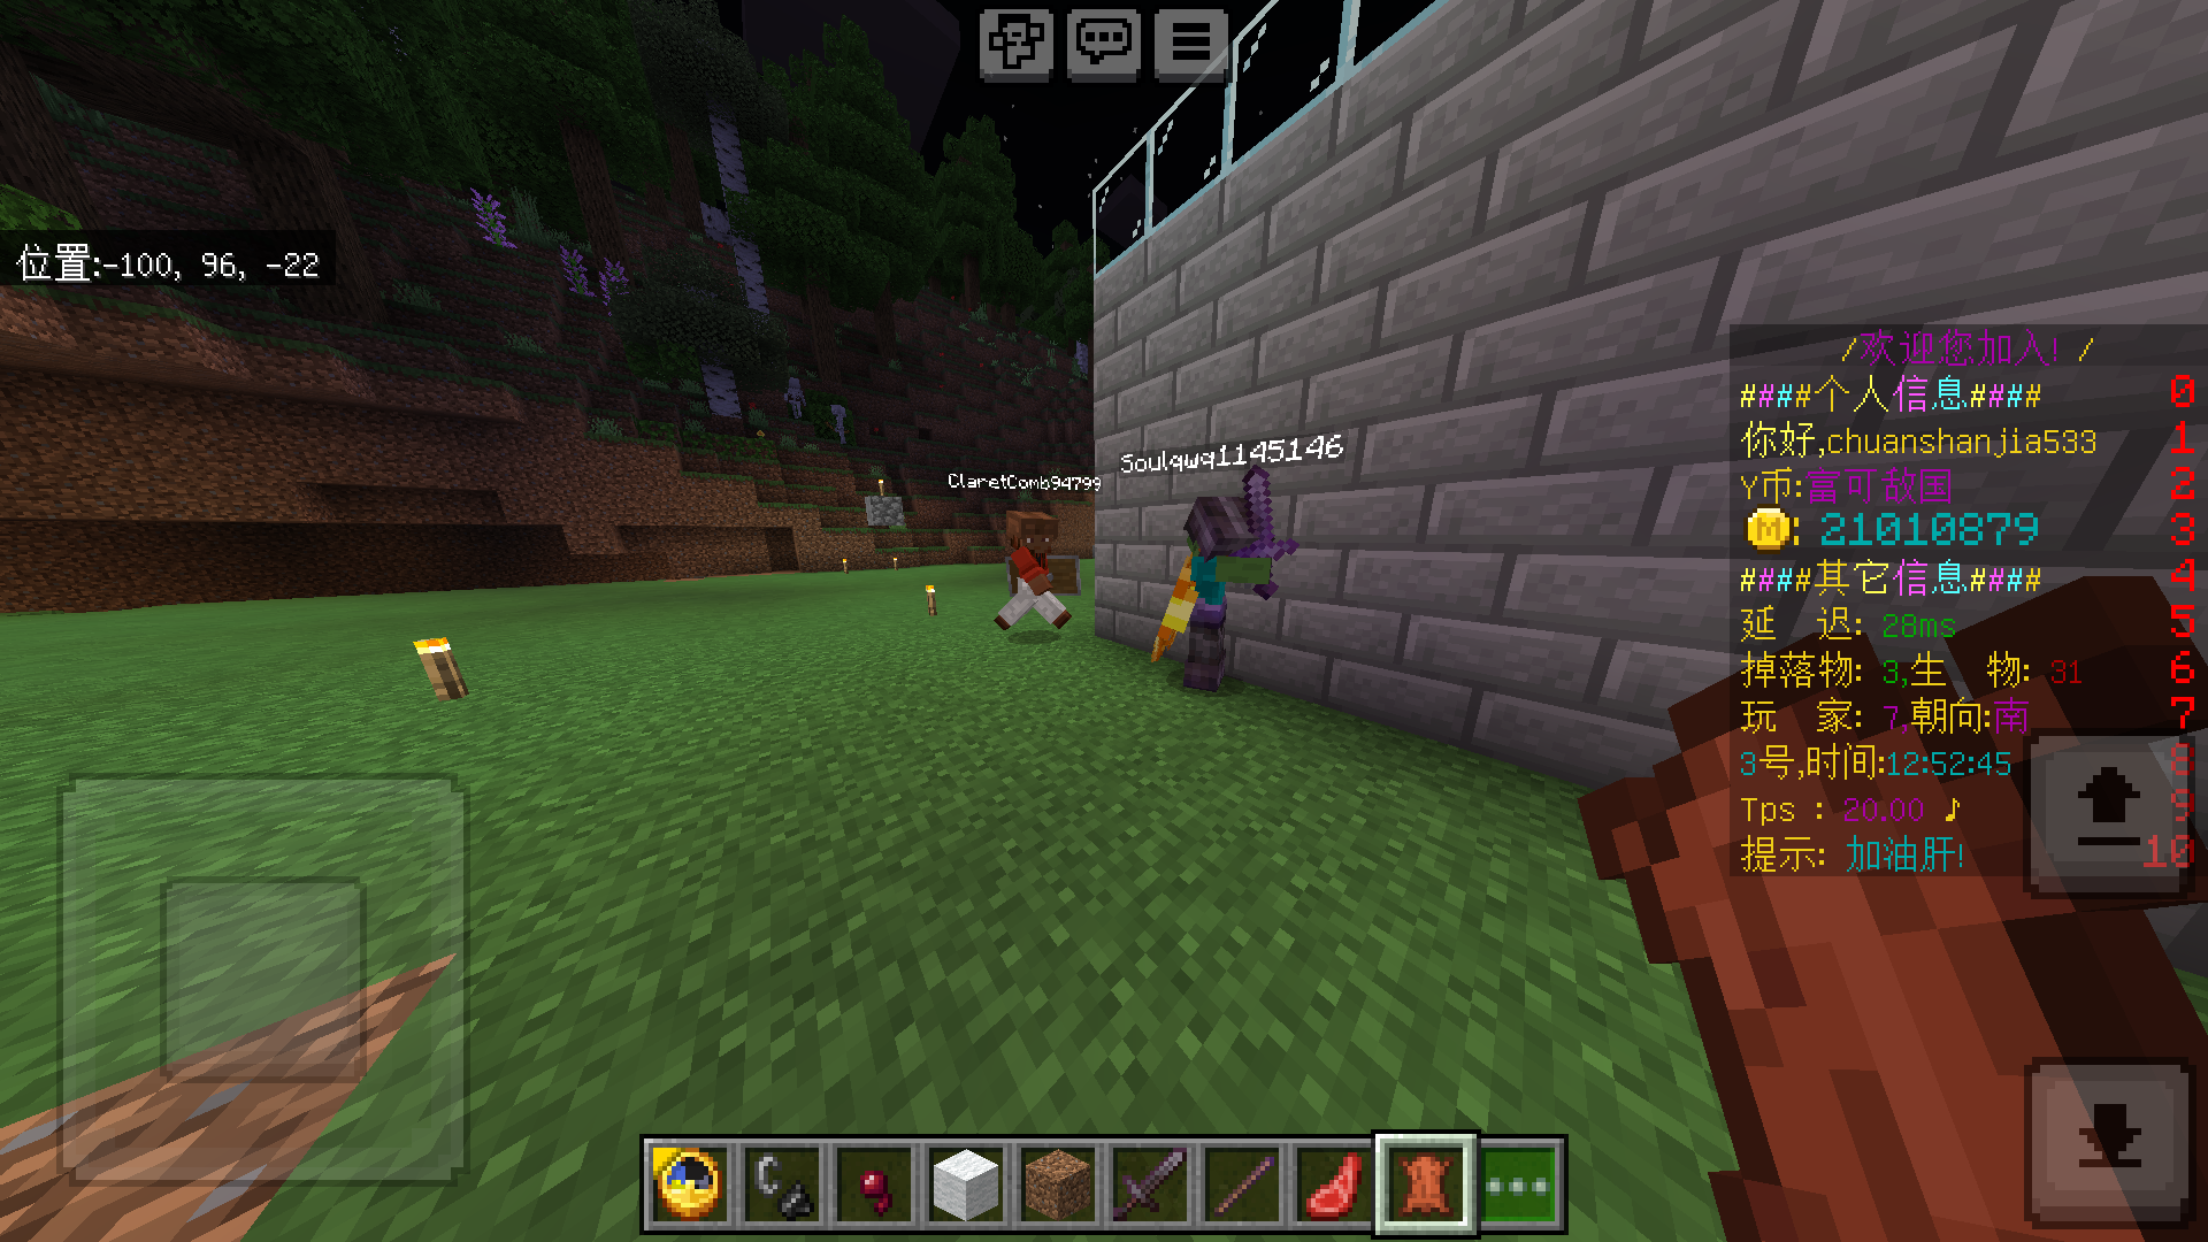 位置:-100, 96, -22
ClaretComb94799
Soulqwq1145146
/欢迎您加入! /
####个人信息#### 0
你好,chuanshanjia533 1
Y币:富可敌国 2
M: 21010879 3
####其它信息#### 4
延 迟: 28ms 5
掉落物: 3,生 物: 31 6
玩 家: 7,朝向:南 7
3号,时间:12:52:45 8
Tps : 20.00 ♪ 9
提示: 加油肝! 10